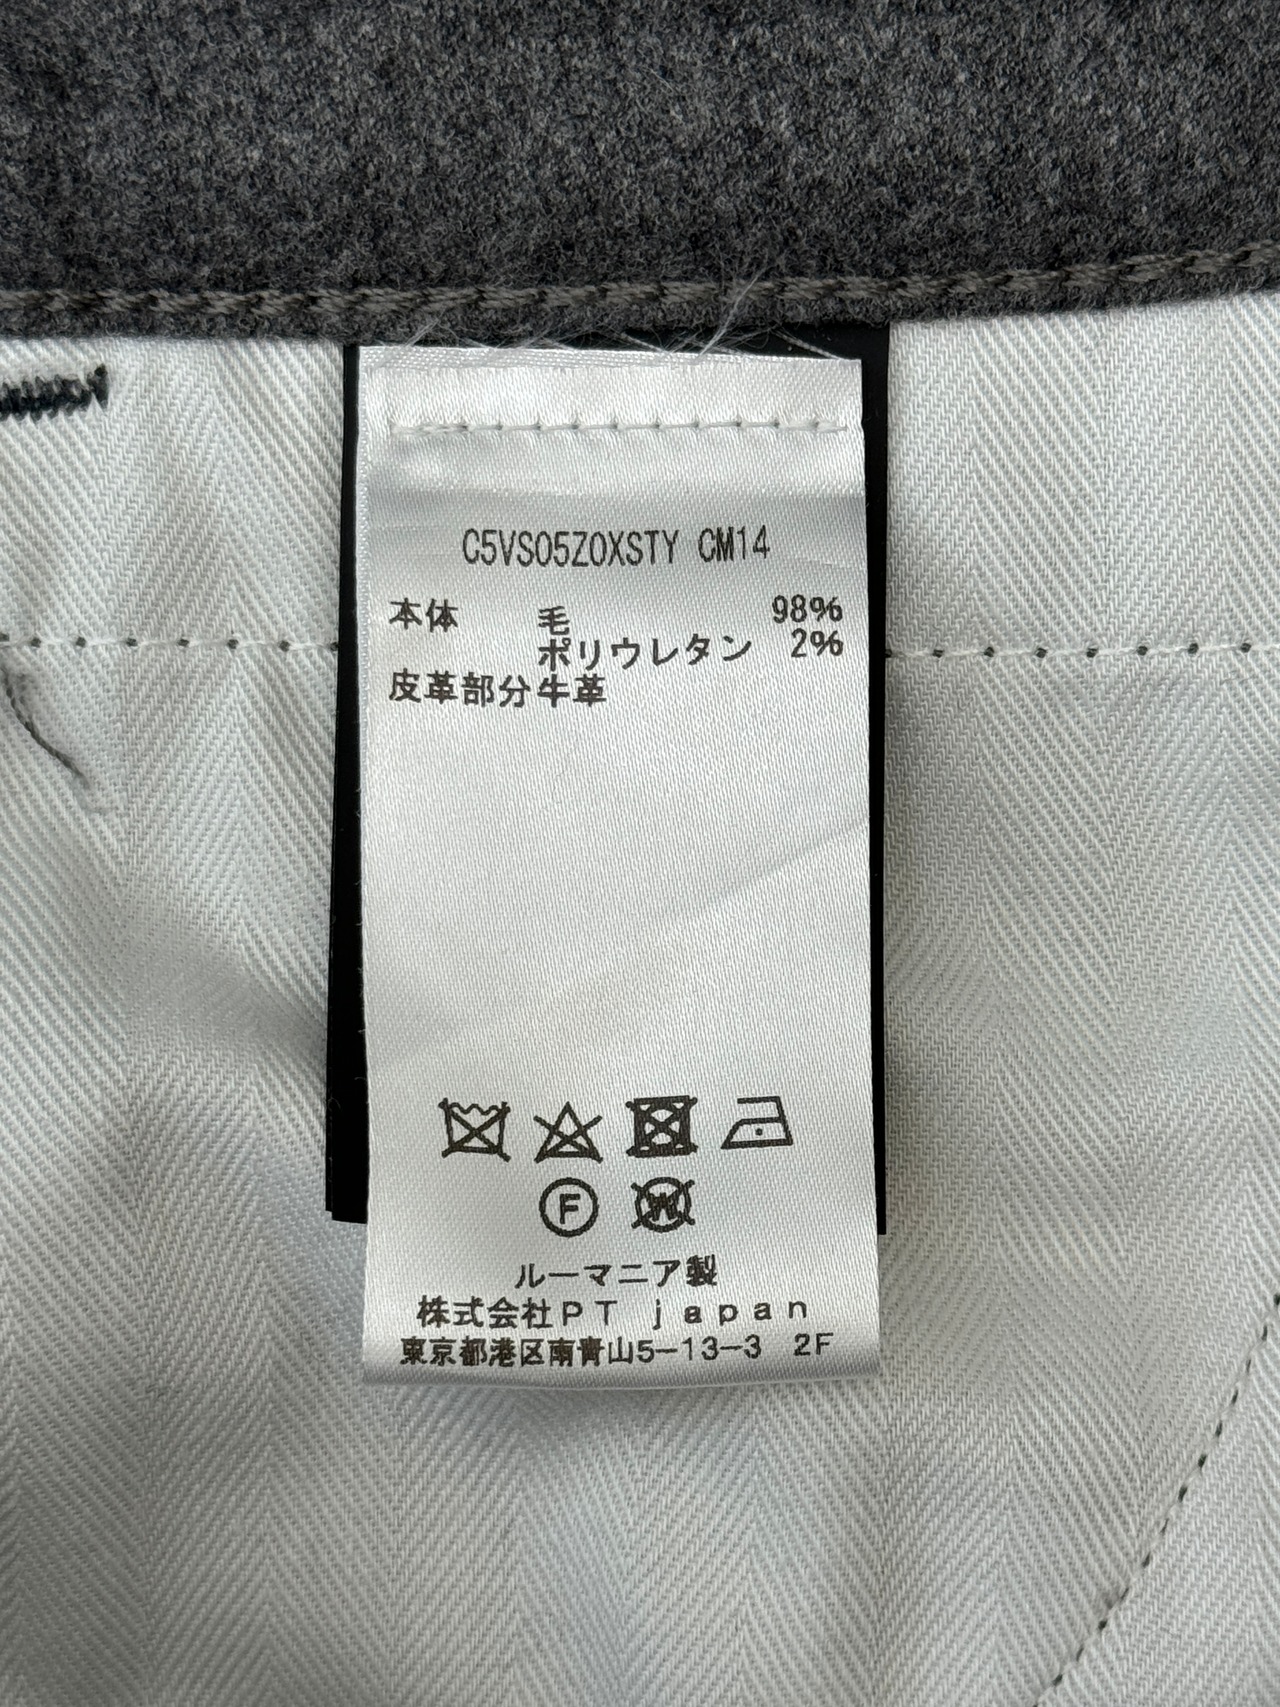 C5VS05Z0XSTY CM14
本体 毛 98%
ポリウレタン 2%
皮革部分牛革
F
W
ルーマニア製
株式会社PT japan
東京都港区南青山5-13-3 2F